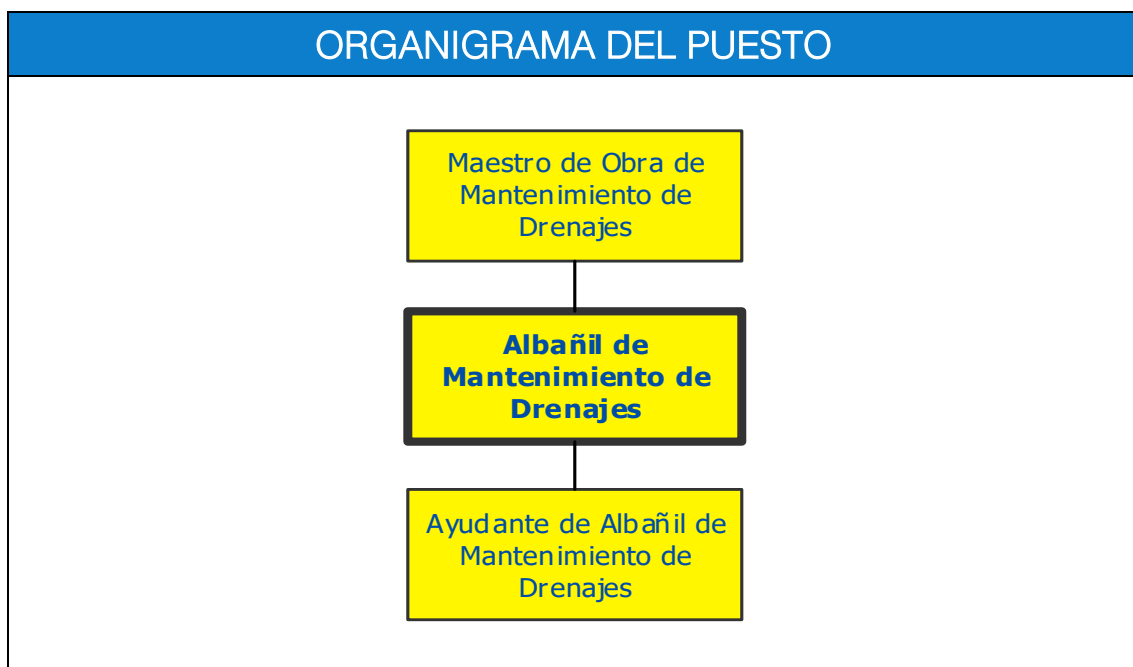 ORGANIGRAMA DEL PUESTO
Maestro de Obra de
Mantenimiento de
Drenajes
Albañil de
Mantenimiento de
Drenajes
Ayudante de Albañil de
Mantenimiento de
Drenajes